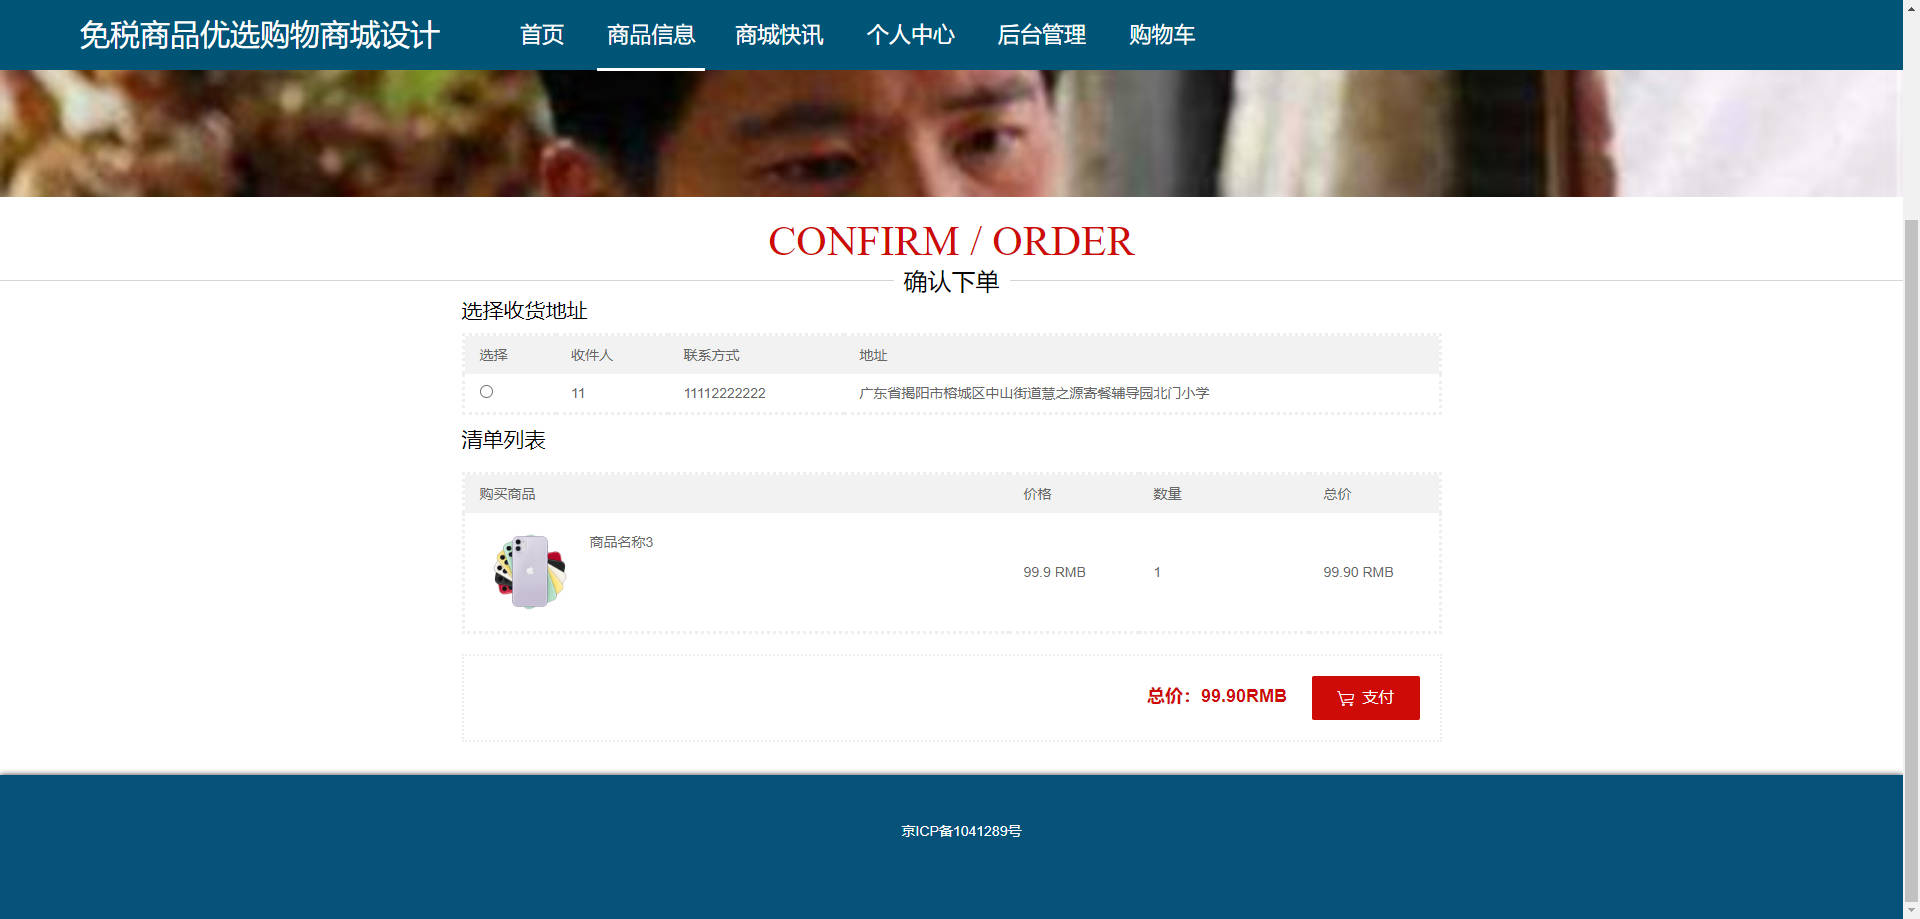 免税商品优选购物商城设计 首页 商品信息 商城快讯 个人中心 后台管理 购物车
CONFIRM / ORDER
确认下单
选择收货地址
选择 收件人 联系方式 地址
11 11112222222 广东省揭阳市榕城区中山街道慧之源寄餐辅导园北门小学
清单列表
购买商品 价格 数量 总价
商品名称3
99.9 RMB 1 99.90 RMB
总价：99.90RMB 支付
京ICP备1041289号